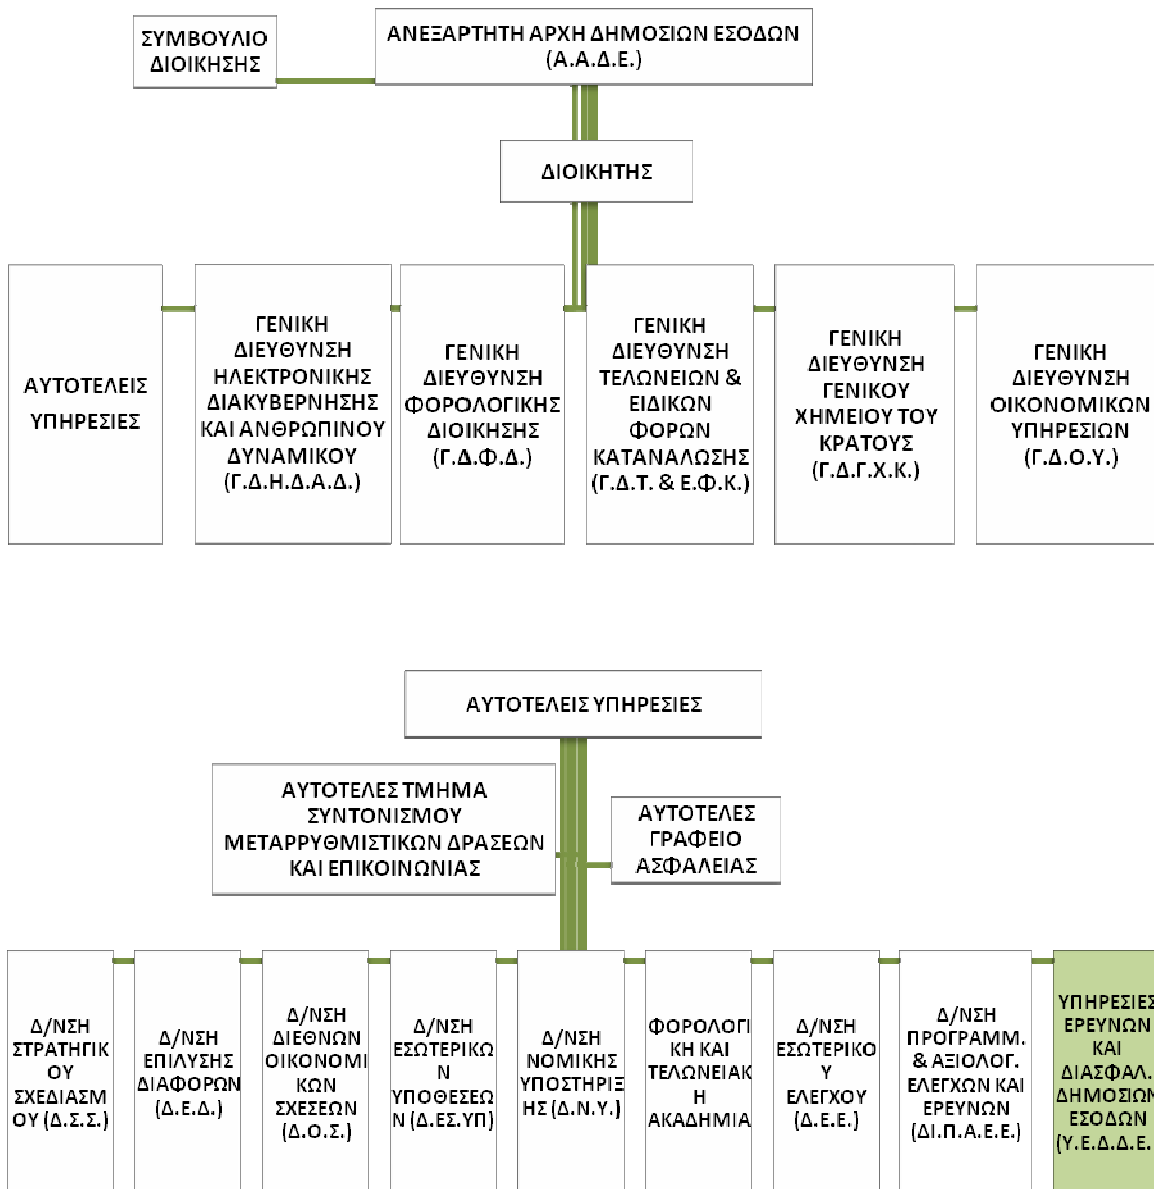 ΣΥΜΒΟΥΛΙΟ
ΔΙΟΙΚΗΣΗΣ
ΑΝΕΞΑΡΤΗΤΗ ΑΡΧΗ ΔΗΜΟΣΙΩΝ ΕΣΟΔΩΝ
(Α.Α.Δ.Ε.)
ΔΙΟΙΚΗΤΗΣ
ΑΥΤΟΤΕΛΕΙΣ
ΥΠΗΡΕΣΙΕΣ
ΓΕΝΙΚΗ
ΔΙΕΥΘΥΝΣΗ
ΗΛΕΚΤΡΟΝΙΚΗΣ
ΔΙΑΚΥΒΕΡΝΗΣΗΣ
ΚΑΙ ΑΝΘΡΩΠΙΝΟΥ
ΔΥΝΑΜΙΚΟΥ
(Γ.Δ.Η.Δ.Α.Δ.)
ΓΕΝΙΚΗ
ΔΙΕΥΘΥΝΣΗ
ΦΟΡΟΛΟΓΙΚΗΣ
ΔΙΟΙΚΗΣΗΣ
(Γ.Δ.Φ.Δ.)
ΓΕΝΙΚΗ
ΔΙΕΥΘΥΝΣΗ
ΤΕΛΩΝΕΙΩΝ &
ΕΙΔΙΚΩΝ
ΦΟΡΩΝ
ΚΑΤΑΝΑΛΩΣΗΣ
(Γ.Δ.Τ. & Ε.Φ.Κ.)
ΓΕΝΙΚΗ
ΔΙΕΥΘΥΝΣΗ
ΓΕΝΙΚΟΥ
ΧΗΜΕΙΟΥ ΤΟΥ
ΚΡΑΤΟΥΣ
(Γ.Δ.Γ.Χ.Κ.)
ΓΕΝΙΚΗ
ΔΙΕΥΘΥΝΣΗ
ΟΙΚΟΝΟΜΙΚΩΝ
ΥΠΗΡΕΣΙΩΝ
(Γ.Δ.Ο.Υ.)
ΑΥΤΟΤΕΛΕΙΣ ΥΠΗΡΕΣΙΕΣ
ΑΥΤΟΤΕΛΕΣ ΤΜΗΜΑ
ΣΥΝΤΟΝΙΣΜΟΥ
ΜΕΤΑΡΡΥΘΜΙΣΤΙΚΩΝ ΔΡΑΣΕΩΝ
ΚΑΙ ΕΠΙΚΟΙΝΩΝΙΑΣ
ΑΥΤΟΤΕΛΕΣ
ΓΡΑΦΕΙΟ
ΑΣΦΑΛΕΙΑΣ
Δ/ΝΣΗ
ΣΤΡΑΤΗΓΙΚ
ΟΥ
ΣΧΕΔΙΑΣΜ
ΟΥ (Δ.Σ.Σ.)
Δ/ΝΣΗ
ΕΠΙΛΥΣΗΣ
ΔΙΑΦΟΡΩΝ
(Δ.Ε.Δ.)
Δ/ΝΣΗ
ΔΙΕΘΝΩΝ
ΟΙΚΟΝΟΜΙ
ΚΩΝ
ΣΧΕΣΕΩΝ
(Δ.Ο.Σ.)
Δ/ΝΣΗ
ΕΣΩΤΕΡΙΚΩ
Ν
ΥΠΟΘΕΣΕΩ
Ν (Δ.ΕΣ.ΥΠ)
Δ/ΝΣΗ
ΝΟΜΙΚΗΣ
ΥΠΟΣΤΗΡΙΞ
ΗΣ (Δ.Ν.Υ.)
ΦΟΡΟΛΟΓΙ
ΚΗ ΚΑΙ
ΤΕΛΩΝΕΙΑΚ
Η
ΑΚΑΔΗΜΙΑ
Δ/ΝΣΗ
ΕΣΩΤΕΡΙΚΟ
Υ
ΕΛΕΓΧΟΥ
(Δ.Ε.Ε.)
Δ/ΝΣΗ
ΠΡΟΓΡΑΜΜ.
& ΑΞΙΟΛΟΓ.
ΕΛΕΓΧΩΝ ΚΑΙ
ΕΡΕΥΝΩΝ
(ΔΙ.Π.Α.Ε.Ε.)
ΥΠΗΡΕΣΙΕΣ
ΕΡΕΥΝΩΝ
ΚΑΙ
ΔΙΑΣΦΑΛ.
ΔΗΜΟΣΙΩΝ
ΕΣΟΔΩΝ
(Υ.Ε.Δ.Δ.Ε.